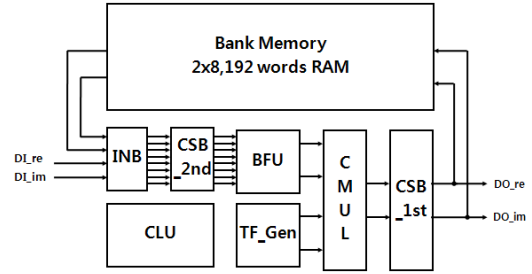 Bank Memory
2x8,192 words RAM
DI_re
DI_im
INB
CSB
_2nd
BFU
C
M
U
L
CSB
_1st
DO_re
DO_im
CLU
TF_Gen